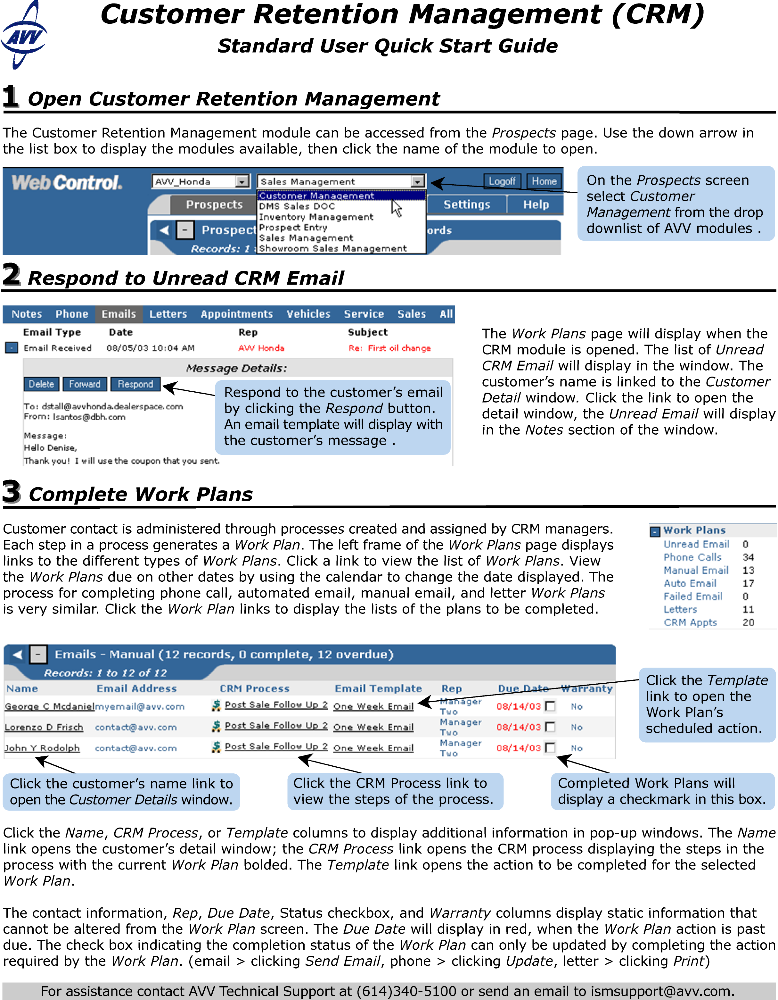 AVV
Customer Retention Management (CRM)
Standard User Quick Start Guide
1 Open Customer Retention Management
The Customer Retention Management module can be accessed from the Prospects page. Use the down arrow in
the list box to display the modules available, then click the name of the module to open.
Web Control.
AVV_Honda
Sales Management
Logoff
Home
Customer Management
DMS Sales DOC
Inventory Management
Prospect Entry
Sales Management
Showroom Sales Management
Prospects
Settings
Help
- Prospect
ords
Records: 1
On the Prospects screen
select Customer
Management from the drop
downlist of AVV modules .
2 Respond to Unread CRM Email
Notes Phone Emails Letters Appointments Vehicles Service Sales All
Email Type Date Rep Subject
- Email Received 08/05/03 10:04 AM AVV Honda Re: First oil change
Message Details:
Delete Forward Respond
To: dstall@avvhonda.dealerspace.com
From: lsantos@dbh.com
Message:
Hello Denise,
Thank you! I will use the coupon that you sent.
Respond to the customer's email
by clicking the Respond button.
An email template will display with
the customer's message .
The Work Plans page will display when the
CRM module is opened. The list of Unread
CRM Email will display in the window. The
customer's name is linked to the Customer
Detail window. Click the link to open the
detail window, the Unread Email will display
in the Notes section of the window.
3 Complete Work Plans
Customer contact is administered through processes created and assigned by CRM managers.
Each step in a process generates a Work Plan. The left frame of the Work Plans page displays
links to the different types of Work Plans. Click a link to view the list of Work Plans. View
the Work Plans due on other dates by using the calendar to change the date displayed. The
process for completing phone call, automated email, manual email, and letter Work Plans
is very similar. Click the Work Plan links to display the lists of the plans to be completed.
- Work Plans
Unread Email 0
Phone Calls 34
Manual Email 13
Auto Email 17
Failed Email 0
Letters 11
CRM Appts 20
- Emails - Manual (12 records, 0 complete, 12 overdue)
Records: 1 to 12 of 12
Name Email Address CRM Process Email Template Rep Due Date Warranty
George C Mcdaniel myemail@avv.com Post Sale Follow Up 2 One Week Email Manager Two 08/14/03 No
Lorenzo D Frisch contact@avv.com Post Sale Follow Up 2 One Week Email Manager Two 08/14/03 No
John Y Rodolph contact@avv.com Post Sale Follow Up 2 One Week Email Manager Two 08/14/03 No
Click the Template
link to open the
Work Plan's
scheduled action.
Click the customer's name link to
open the Customer Details window.
Click the CRM Process link to
view the steps of the process.
Completed Work Plans will
display a checkmark in this box.
Click the Name, CRM Process, or Template columns to display additional information in pop-up windows. The Name
link opens the customer's detail window; the CRM Process link opens the CRM process displaying the steps in the
process with the current Work Plan bolded. The Template link opens the action to be completed for the selected
Work Plan.
The contact information, Rep, Due Date, Status checkbox, and Warranty columns display static information that
cannot be altered from the Work Plan screen. The Due Date will display in red, when the Work Plan action is past
due. The check box indicating the completion status of the Work Plan can only be updated by completing the action
required by the Work Plan. (email > clicking Send Email, phone > clicking Update, letter > clicking Print)
For assistance contact AVV Technical Support at (614)340-5100 or send an email to ismsupport@avv.com.